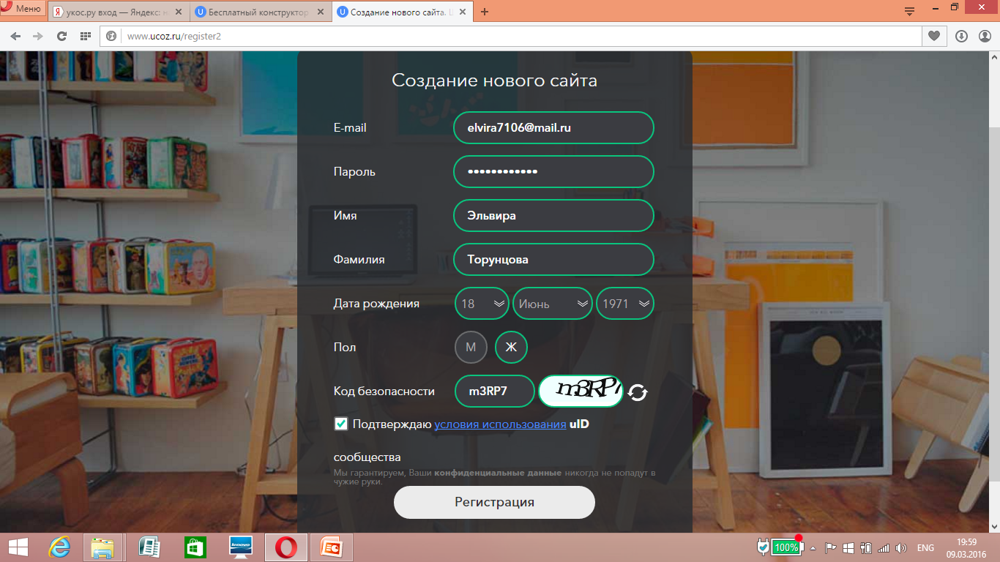 Меню
укос.ру вход — Яндекс: н
Бесплатный конструктор
Создание нового сайта.
www.ucoz.ru/register2
Создание нового сайта
E-mail elvira7106@mail.ru
Пароль ••••••••••••
Имя Эльвира
Фамилия Торунцова
Дата рождения 18 Июнь 1971
Пол М Ж
Код безопасности m3RP7 m3RP7
Подтверждаю условия использования uID
сообщества
Мы гарантируем, Ваши конфиденциальные данные никогда не попадут в
чужие руки.
Регистрация
lenovo
100%
ENG
19:59
09.03.2016